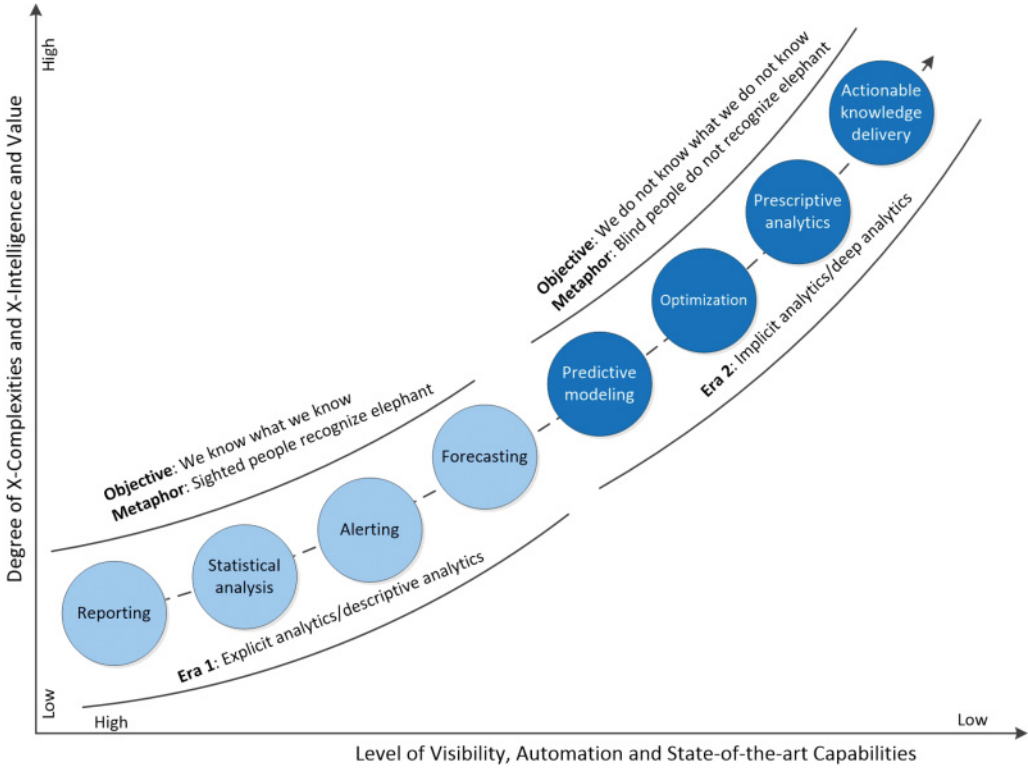 High
Degree of X-Complexities and X-Intelligence and Value
Low
Objective: We do not know what we do not know
Metaphor: Blind people do not recognize elephant
Actionable
knowledge
delivery
Prescriptive
analytics
Optimization
Predictive
modeling
Era 2: Implicit analytics/deep analytics
Objective: We know what we know
Metaphor: Sighted people recognize elephant
Forecasting
Alerting
Statistical
analysis
Reporting
Era 1: Explicit analytics/descriptive analytics
High
Low
Level of Visibility, Automation and State-of-the-art Capabilities